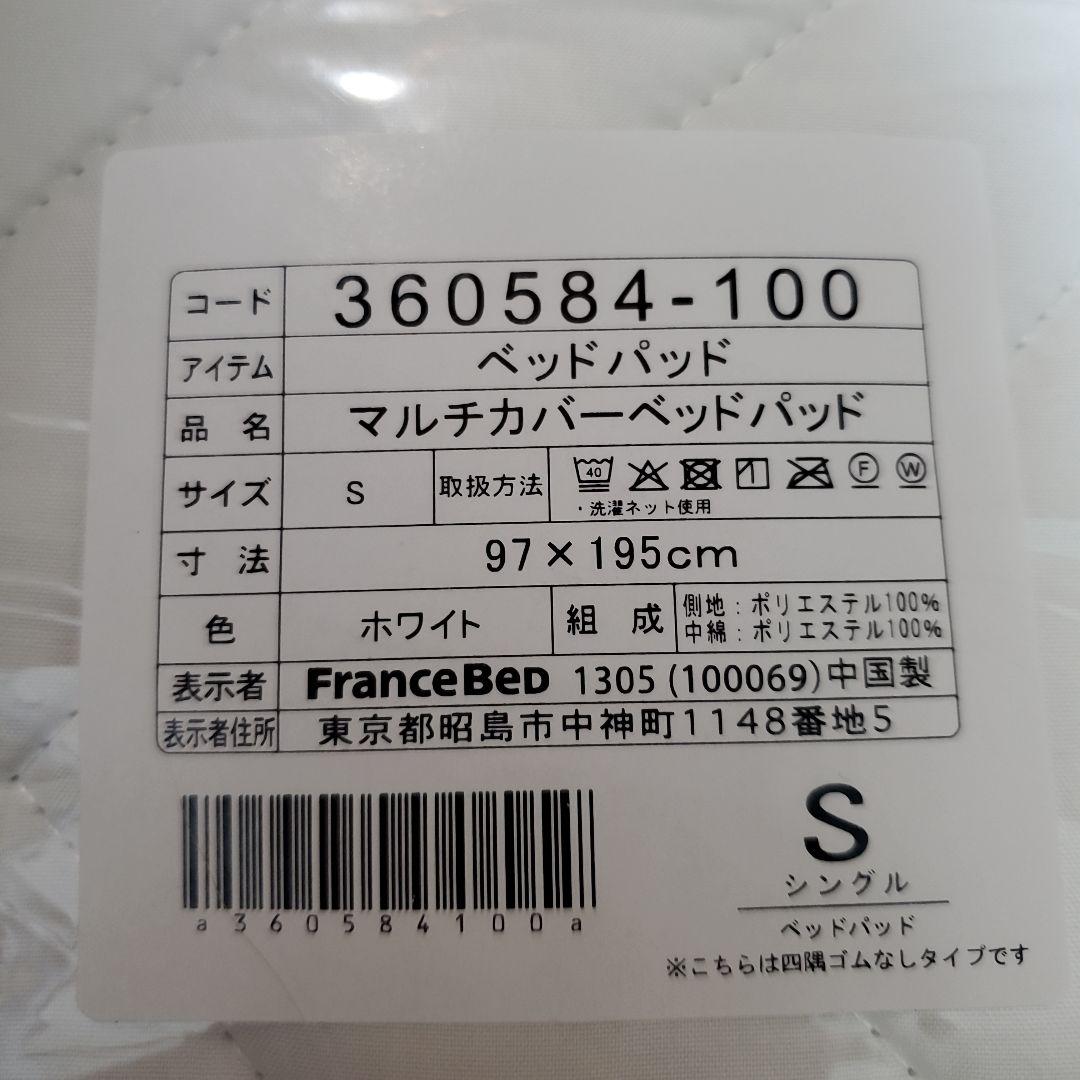 コード 360584-100
アイテム ベッドパッド
品 名 マルチカバーベッドパッド
サイズ S 取扱方法 40 F W
・洗濯ネット使用
寸 法 97×195cm
色 ホワイト 組 成 側地:ポリエステル100%
中綿:ポリエステル100%
表示者 FranceBeD 1305 (100069)中国製
表示者住所 東京都昭島市中神町1148番地5
a360584100a
S
シングル
ベッドパッド
※こちらは四隅ゴムなしタイプです